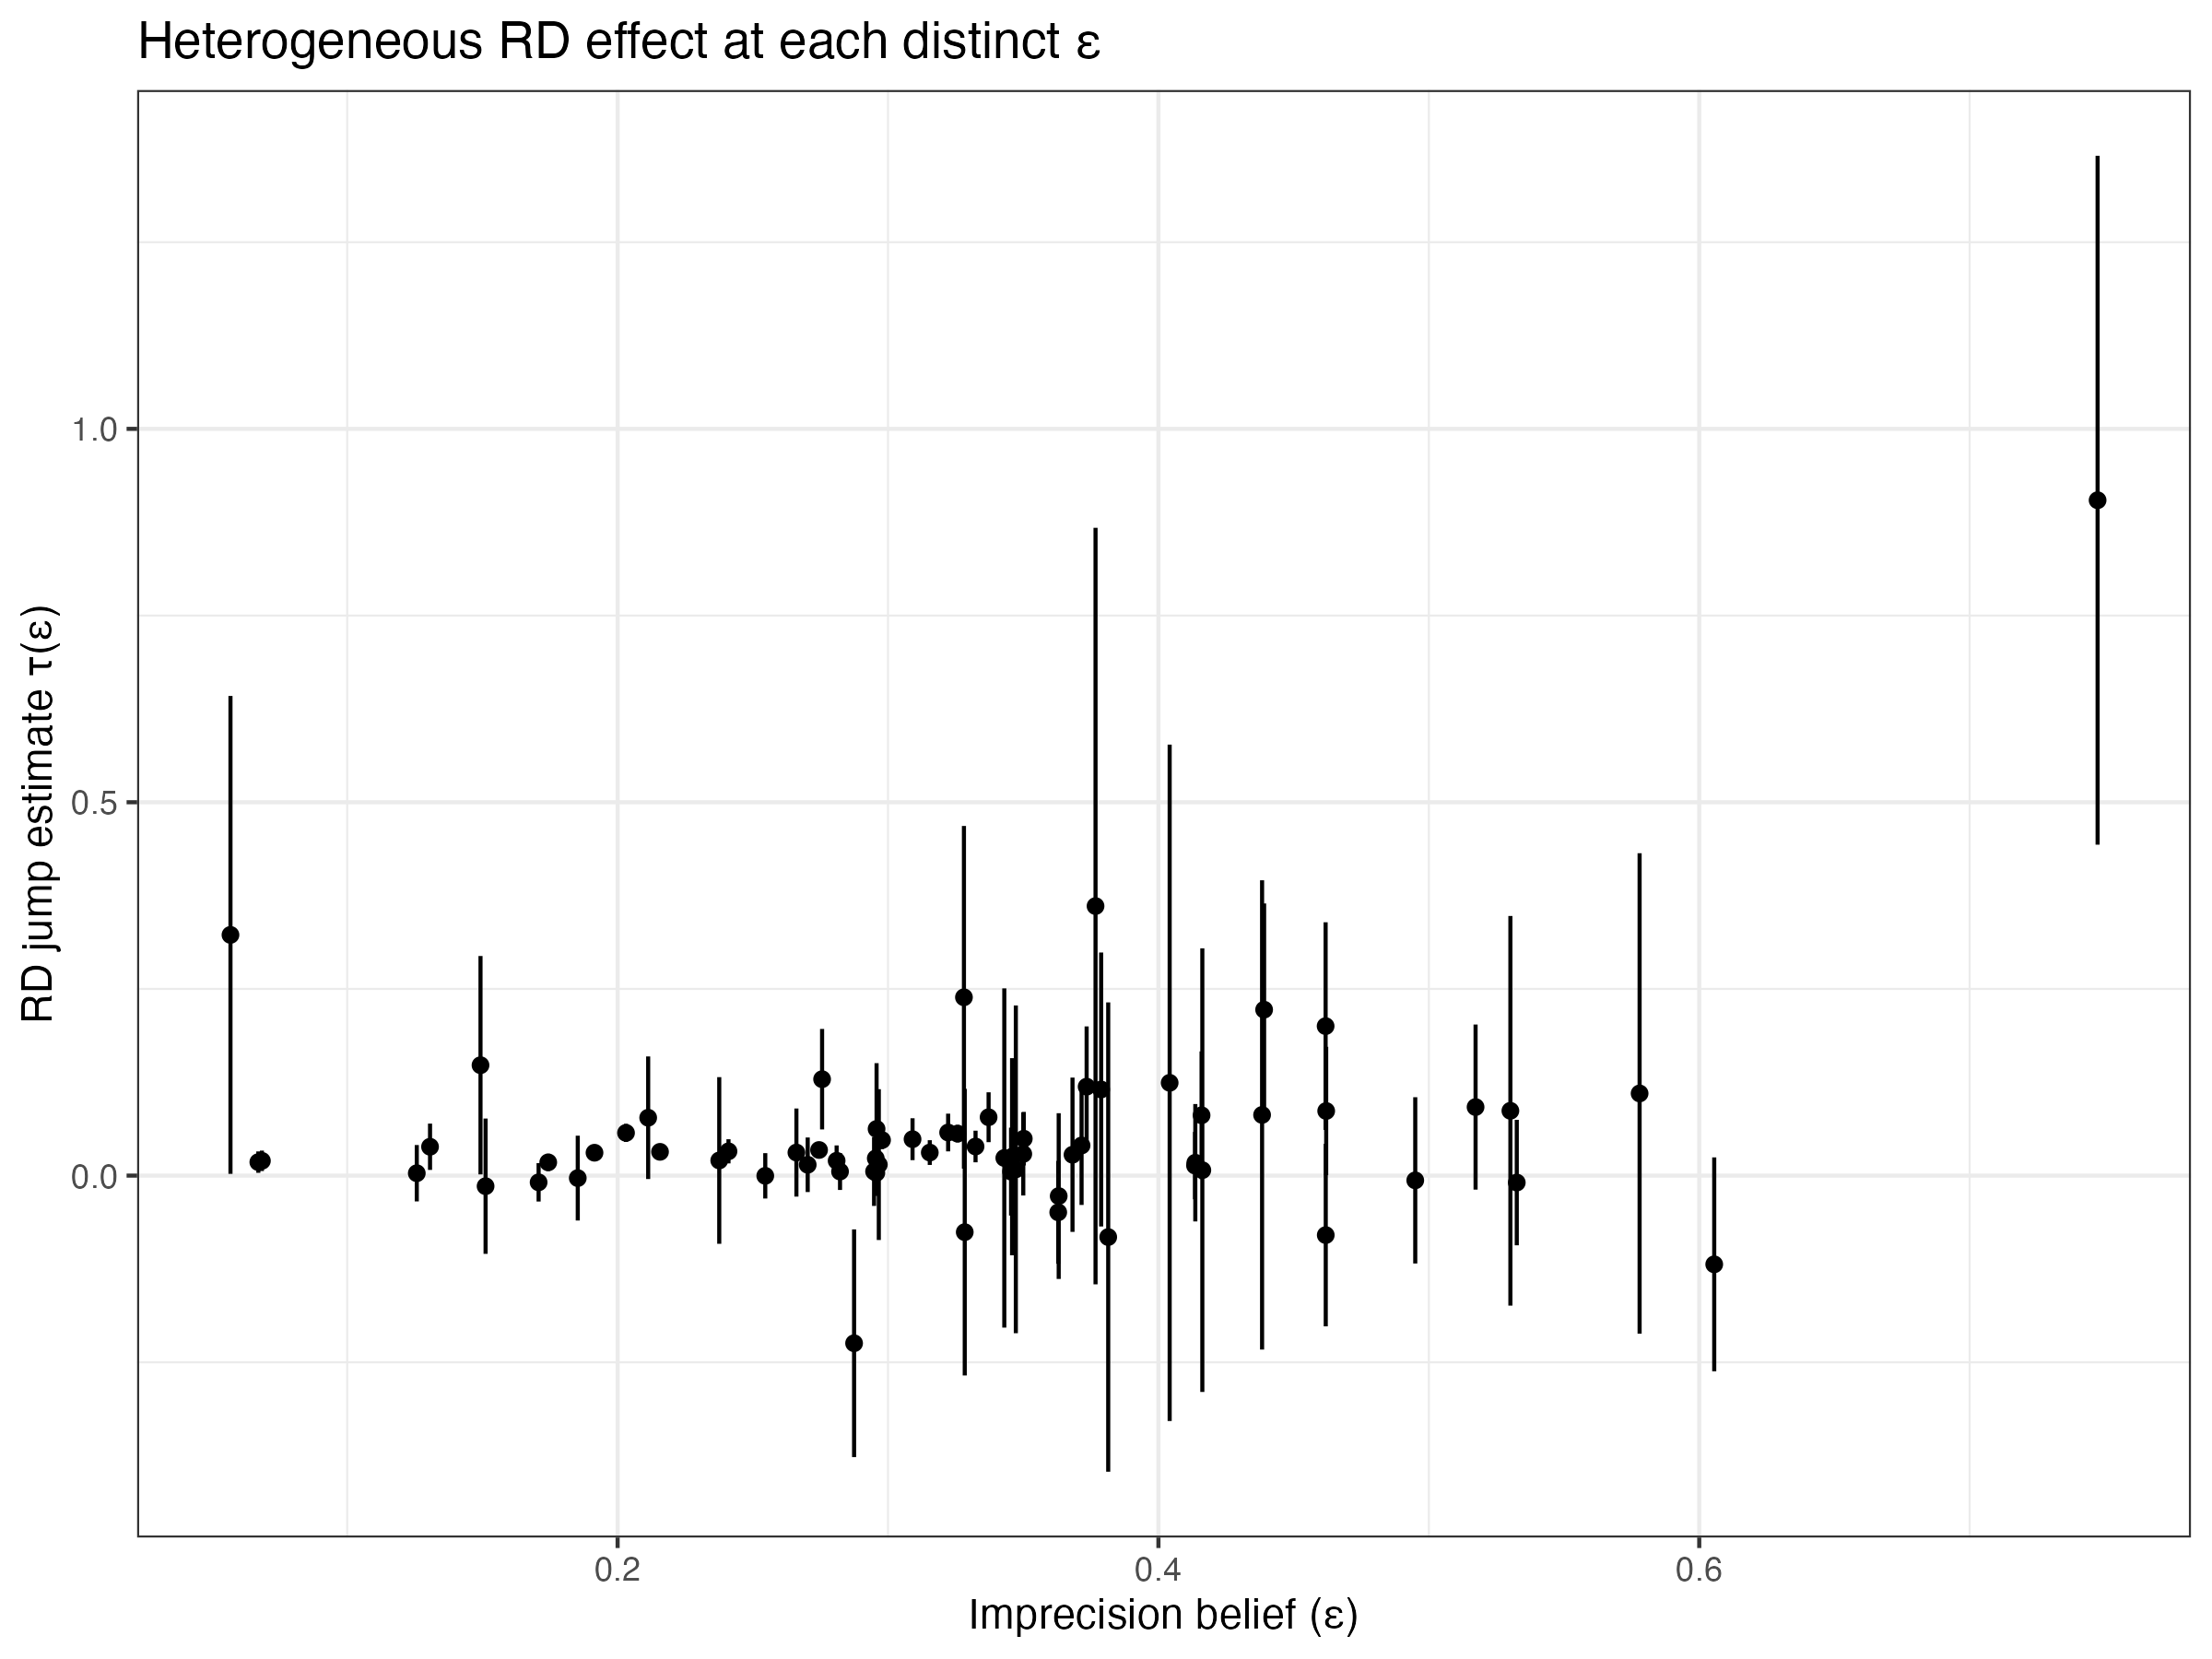 Heterogeneous RD effect at each distinct ε
RD jump estimate τ(ε)
1.0
0.5
0.0
0.2
0.4
0.6
Imprecision belief (ε)